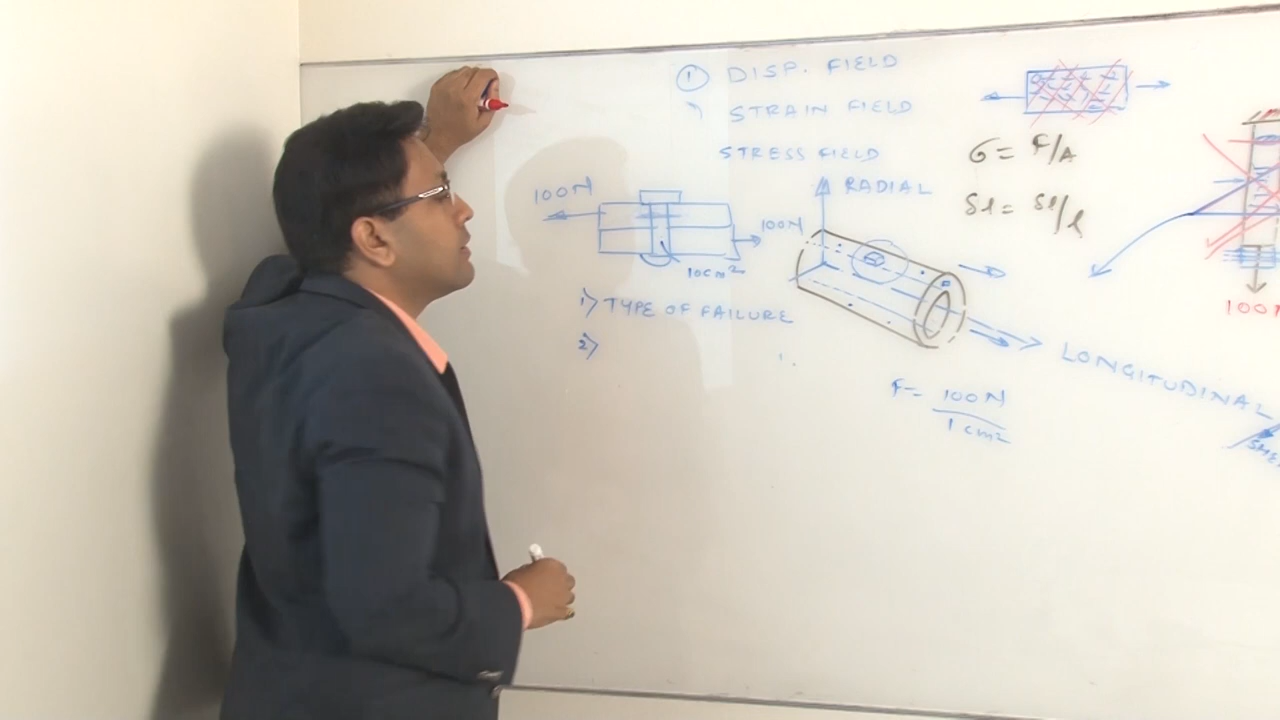 ① DISP. FIELD
STRAIN FIELD
STRESS FIELD
σ = F/A
δl = δl/l
100N
100N
10cm²
RADIAL
1) TYPE OF FAILURE
2)
LONGITUDINAL
F = 100N
1cm²
100